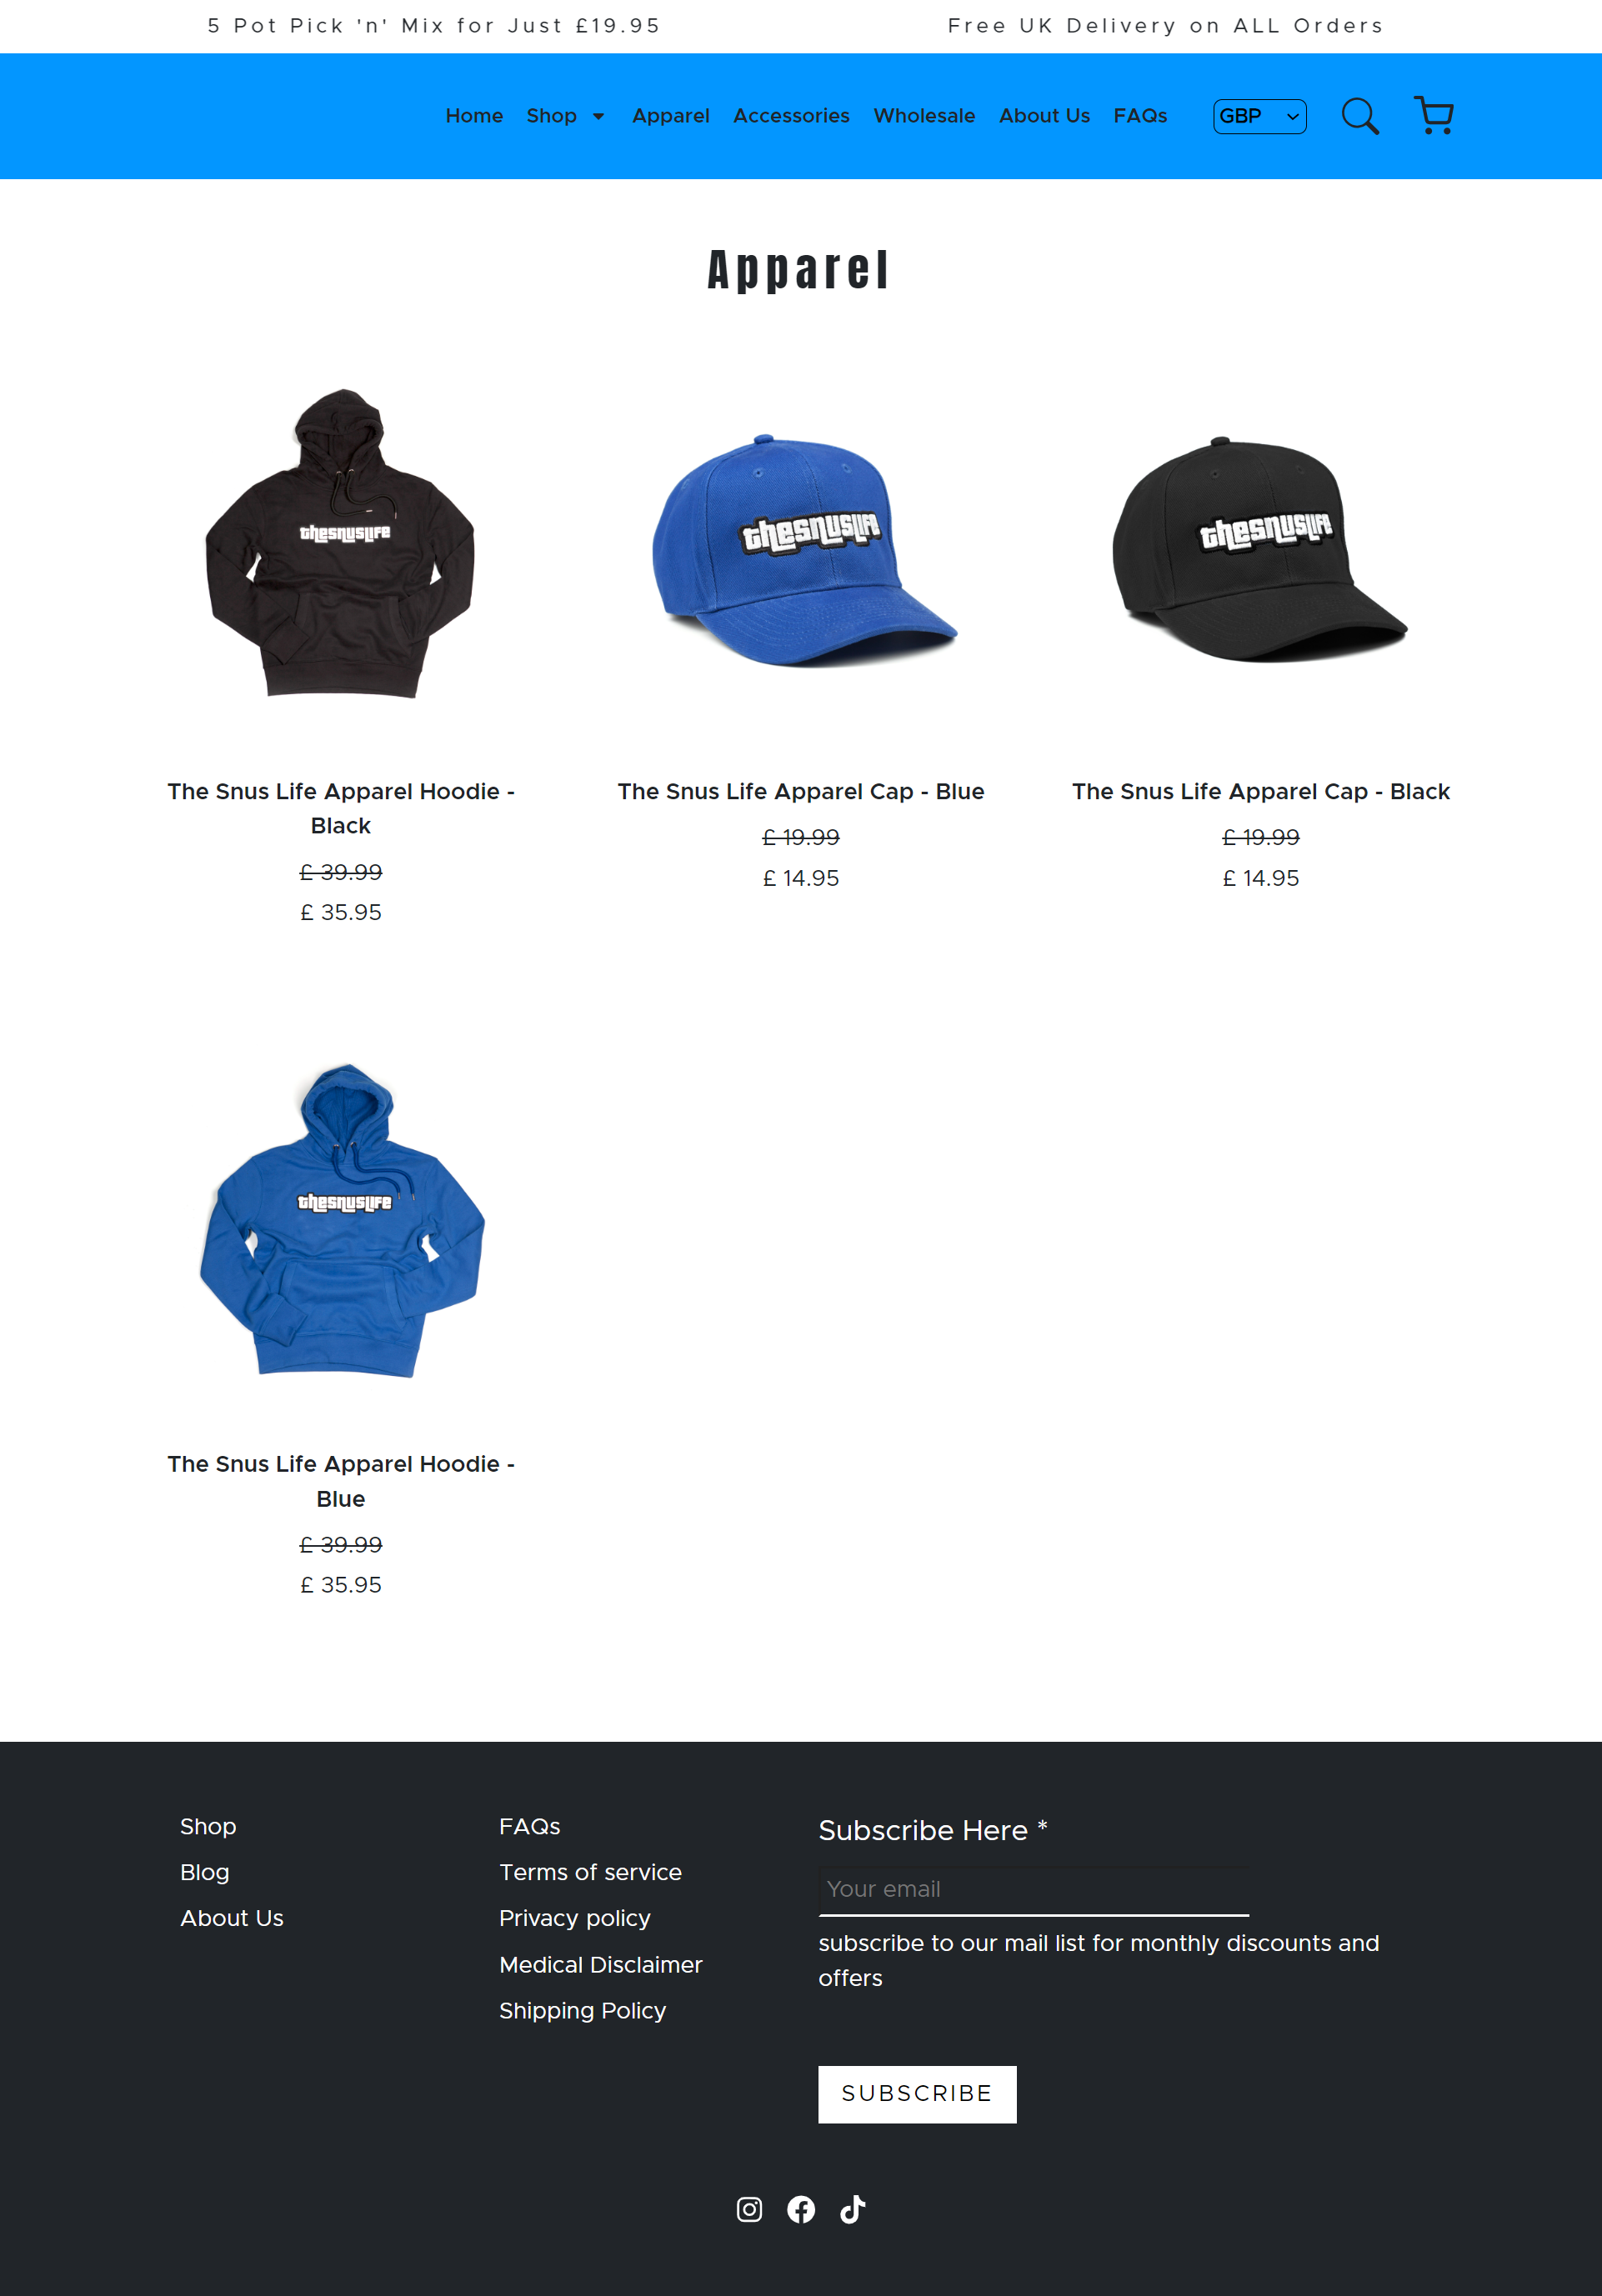 5 Pot Pick 'n' Mix for Just £19.95
Free UK Delivery on ALL Orders
Home Shop Apparel Accessories Wholesale About Us FAQs GBP
Apparel
thesnuslife
thesnuslife
thesnuslife
The Snus Life Apparel Hoodie -
Black
£ 39.99
£ 35.95
The Snus Life Apparel Cap - Blue
£ 19.99
£ 14.95
The Snus Life Apparel Cap - Black
£ 19.99
£ 14.95
thesnuslife
The Snus Life Apparel Hoodie -
Blue
£ 39.99
£ 35.95
Shop
Blog
About Us
FAQs
Terms of service
Privacy policy
Medical Disclaimer
Shipping Policy
Subscribe Here *
Your email
subscribe to our mail list for monthly discounts and
offers
SUBSCRIBE